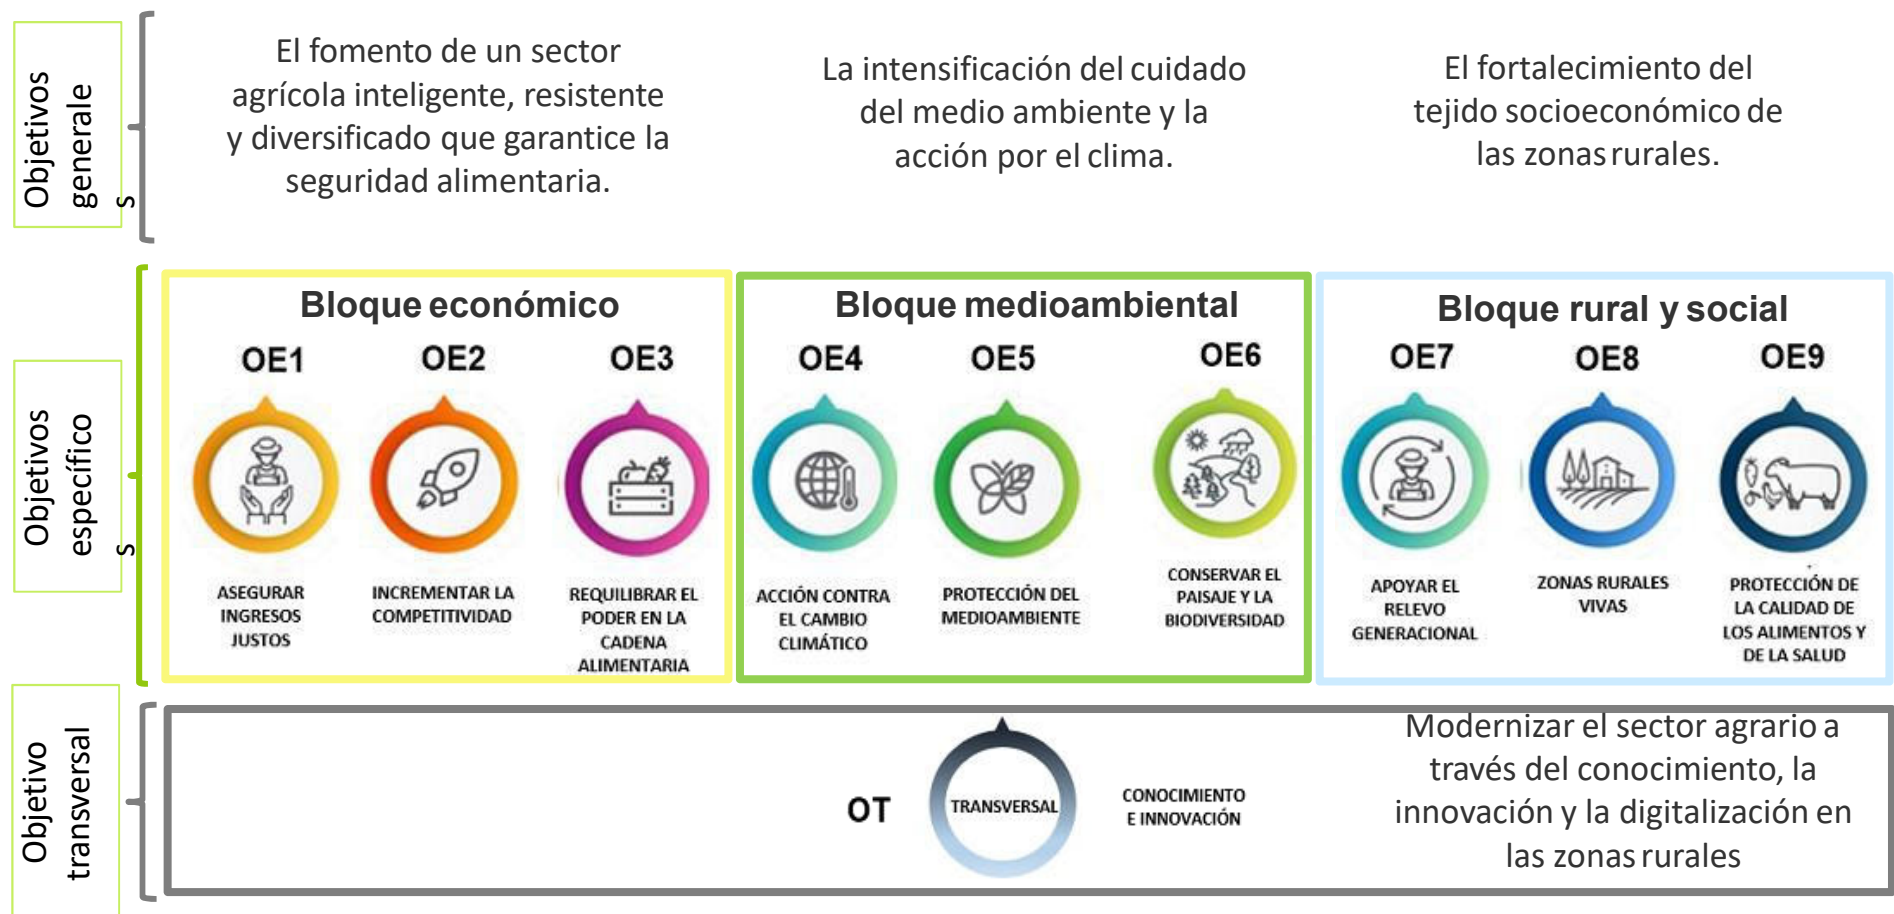 Objetivos
generale
s
El fomento de un sector
agrícola inteligente, resistente
y diversificado que garantice la
seguridad alimentaria.
La intensificación del cuidado
del medio ambiente y la
acción por el clima.
El fortalecimiento del
tejido socioeconómico de
las zonas rurales.
Objetivos
específico
s
Bloque económico
OE1
OE2
OE3
ASEGURAR
INGRESOS
JUSTOS
INCREMENTAR LA
COMPETITIVIDAD
REQUILIBRAR EL
PODER EN LA
CADENA
ALIMENTARIA
Bloque medioambiental
OE4
OE5
OE6
ACCIÓN CONTRA
EL CAMBIO
CLIMÁTICO
PROTECCIÓN DEL
MEDIOAMBIENTE
CONSERVAR EL
PAISAJE Y LA
BIODIVERSIDAD
Bloque rural y social
OE7
OE8
OE9
APOYAR EL
RELEVO
GENERACIONAL
ZONAS RURALES
VIVAS
PROTECCIÓN DE
LA CALIDAD DE
LOS ALIMENTOS Y
DE LA SALUD
Objetivo
transversal
OT
TRANSVERSAL
CONOCIMIENTO
E INNOVACIÓN
Modernizar el sector agrario a
través del conocimiento, la
innovación y la digitalización en
las zonas rurales